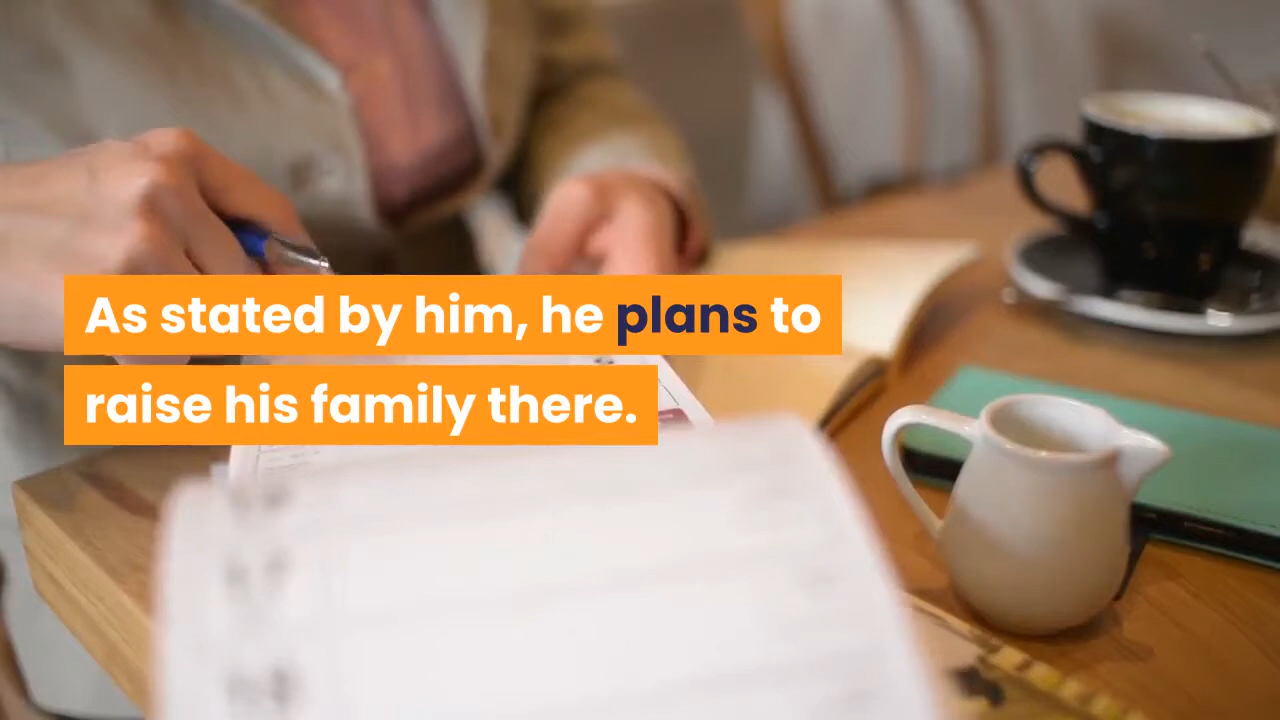 As stated by him, he plans to
raise his family there.